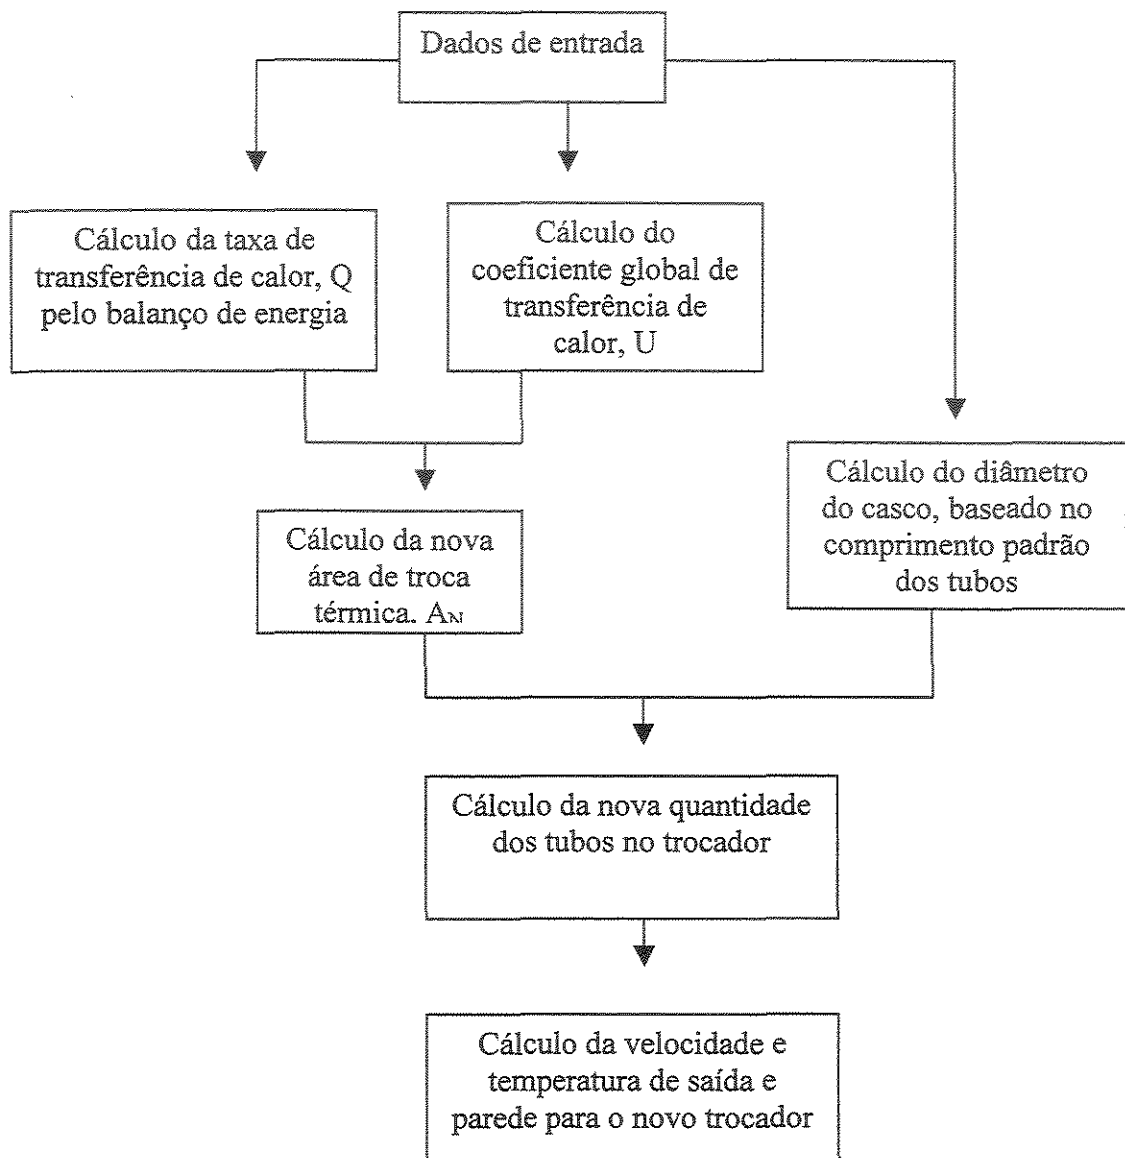 Dados de entrada
Cálculo da taxa de
transferência de calor, Q
pelo balanço de energia
Cálculo do
coeficiente global de
transferência de
calor, U
Cálculo da nova
área de troca
térmica. AN
Cálculo do diâmetro
do casco, baseado no
comprimento padrão
dos tubos
Cálculo da nova quantidade
dos tubos no trocador
Cálculo da velocidade e
temperatura de saída e
parede para o novo trocador